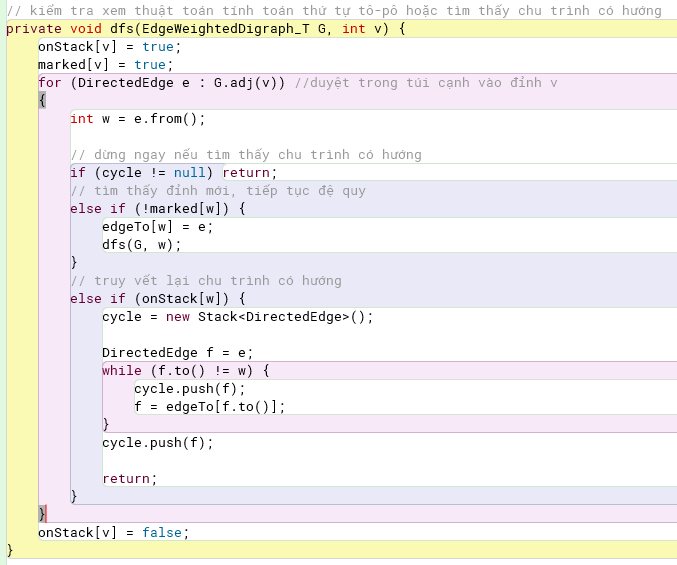 // kiểm tra xem thuật toán tính toán thứ tự tô-pô hoặc tìm thấy chu trình có hướng
private void dfs(EdgeWeightedDigraph_T G, int v) {
onStack[v] = true;
marked[v] = true;
for (DirectedEdge e : G.adj(v)) //duyệt trong túi cạnh vào đỉnh v
{
int w = e.from();
// dừng ngay nếu tìm thấy chu trình có hướng
if (cycle != null) return;
// tìm thấy đỉnh mới, tiếp tục đệ quy
else if (!marked[w]) {
edgeTo[w] = e;
dfs(G, w);
}
// truy vết lại chu trình có hướng
else if (onStack[w]) {
cycle = new Stack<DirectedEdge>();
DirectedEdge f = e;
while (f.to() != w) {
cycle.push(f);
f = edgeTo[f.to()];
}
cycle.push(f);
return;
}
}
onStack[v] = false;
}